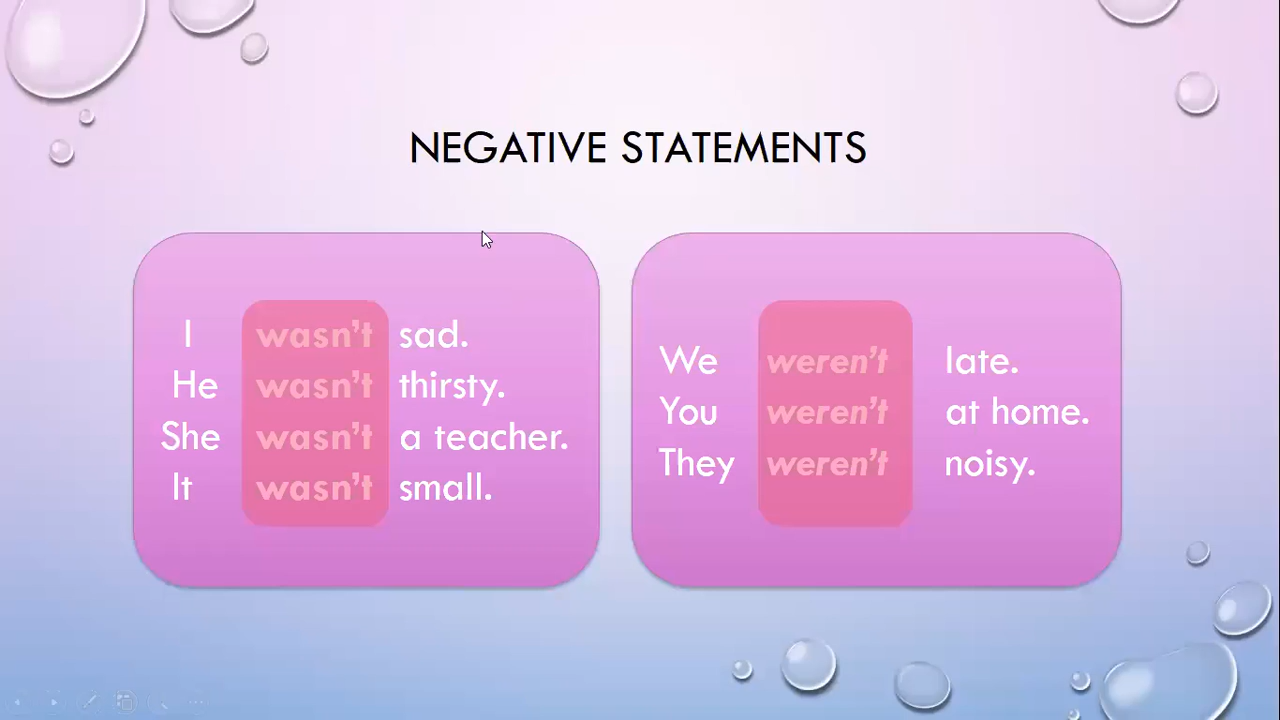 NEGATIVE STATEMENTS
I wasn't sad.
He wasn't thirsty.
She wasn't a teacher.
It wasn't small.
We weren't late.
You weren't at home.
They weren't noisy.